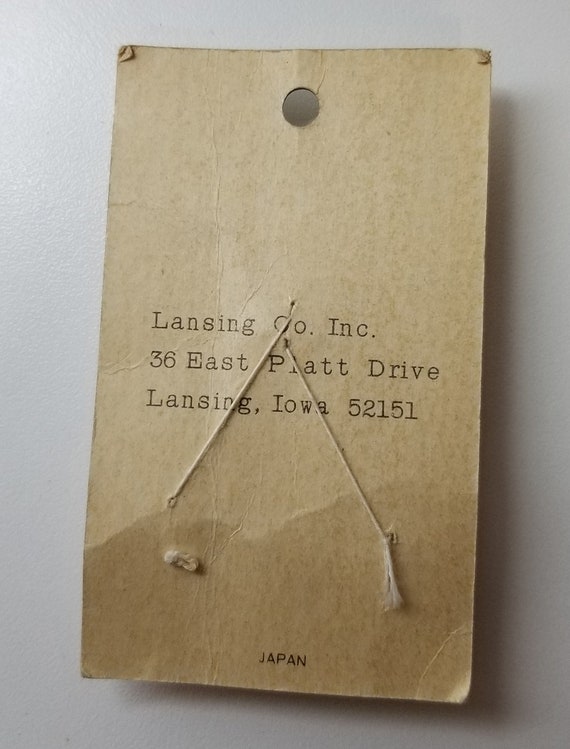 Lansing Co. Inc.
36 East Platt Drive
Lansing, Iowa 52151
JAPAN